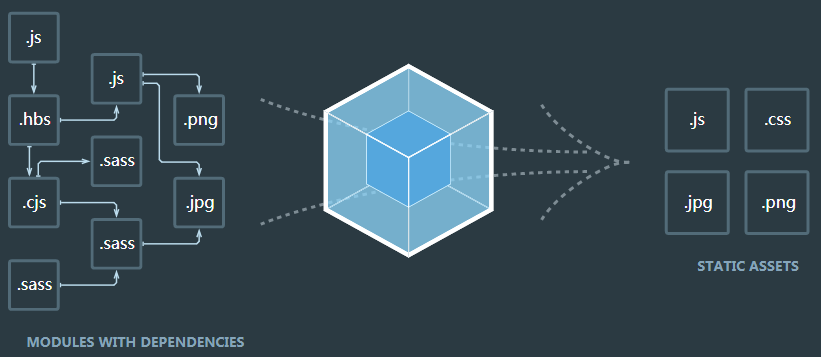 .js
.js
.hbs
.png
.sass
.cjs
.jpg
.sass
.sass
MODULES WITH DEPENDENCIES
.js
.css
.jpg
.png
STATIC ASSETS